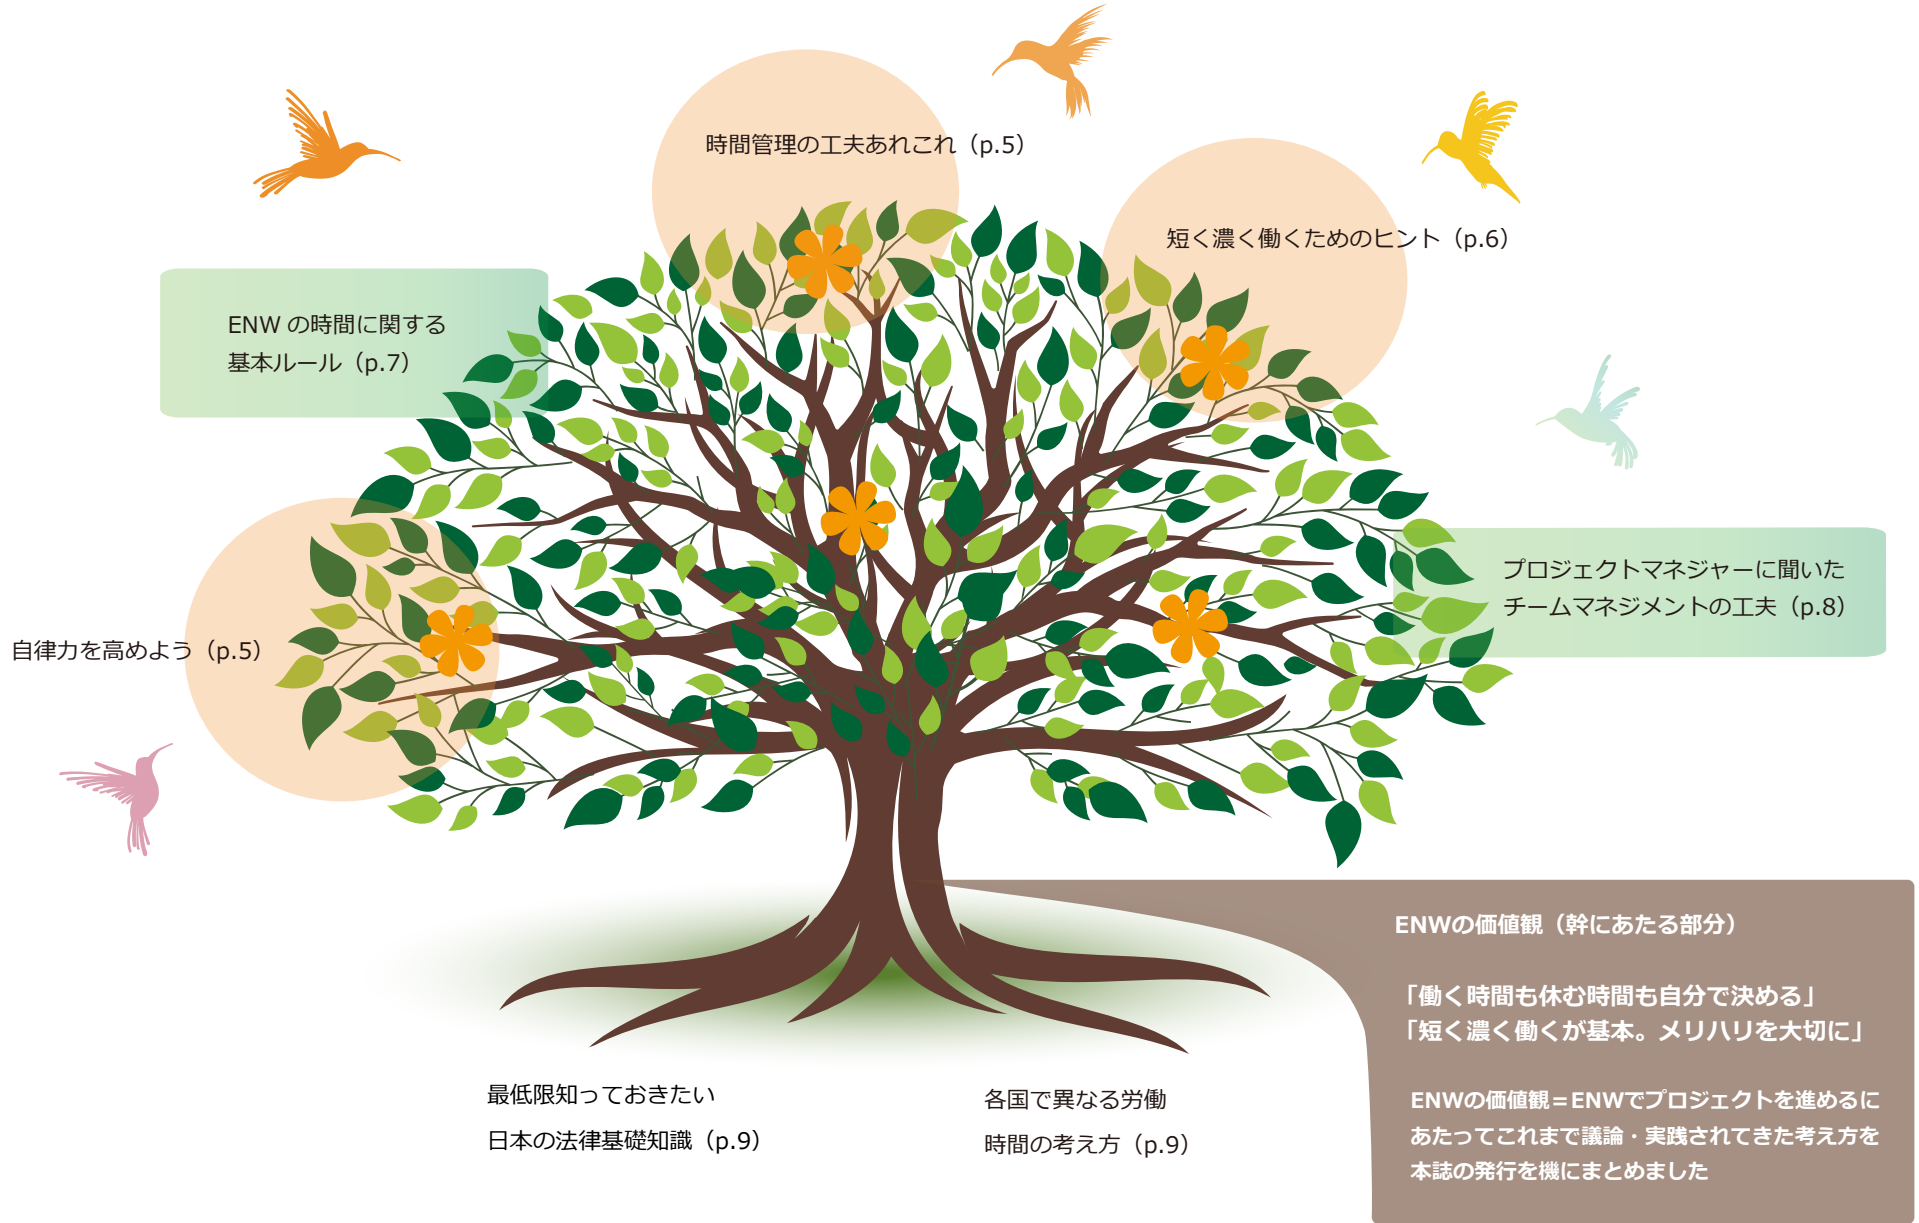 時間管理の工夫あれこれ（p.5）
短く濃く働くためのヒント（p.6）
ENW の時間に関する
基本ルール（p.7）
プロジェクトマネジャーに聞いた
チームマネジメントの工夫（p.8）
自律力を高めよう（p.5）
ENWの価値観（幹にあたる部分）
「働く時間も休む時間も自分で決める」
「短く濃く働くが基本。メリハリを大切に」
ENWの価値観＝ENWでプロジェクトを進めるに
あたってこれまで議論・実践されてきた考え方を
本誌の発行を機にまとめました
最低限知っておきたい
日本の法律基礎知識（p.9）
各国で異なる労働
時間の考え方（p.9）